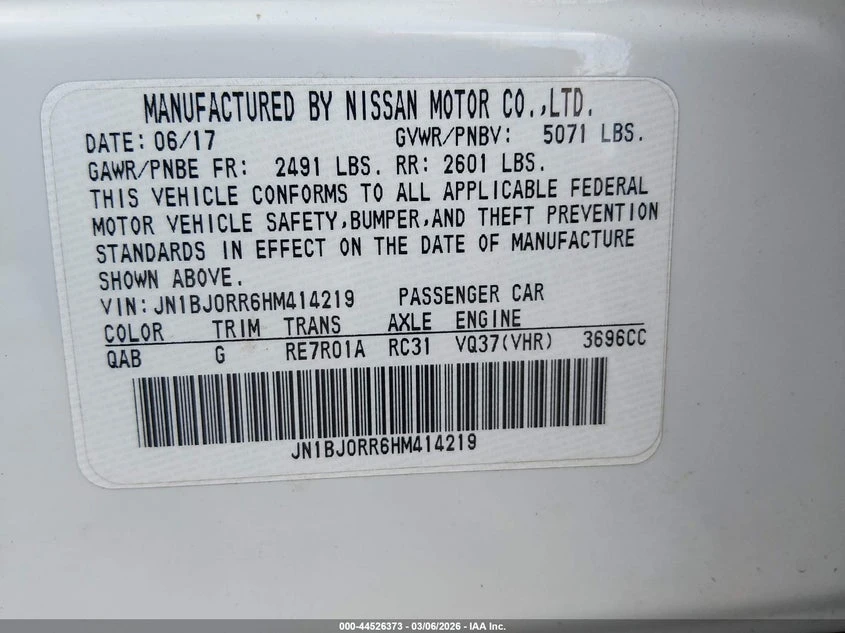 MANUFACTURED BY NISSAN MOTOR CO.,LTD.
DATE: 06/17 GVWR/PNBV: 5071 LBS.
GAWR/PNBE FR: 2491 LBS. RR: 2601 LBS.
THIS VEHICLE CONFORMS TO ALL APPLICABLE FEDERAL
MOTOR VEHICLE SAFETY,BUMPER,AND THEFT PREVENTION
STANDARDS IN EFFECT ON THE DATE OF MANUFACTURE
SHOWN ABOVE.
VIN:JN1BJ0RR6HM414219 PASSENGER CAR
COLOR TRIM TRANS AXLE ENGINE
QAB G RE7R01A RC31 VQ37(VHR) 3696CC
JN1BJ0RR6HM414219
000-44526373 - 03/06/2026 - IAA Inc.